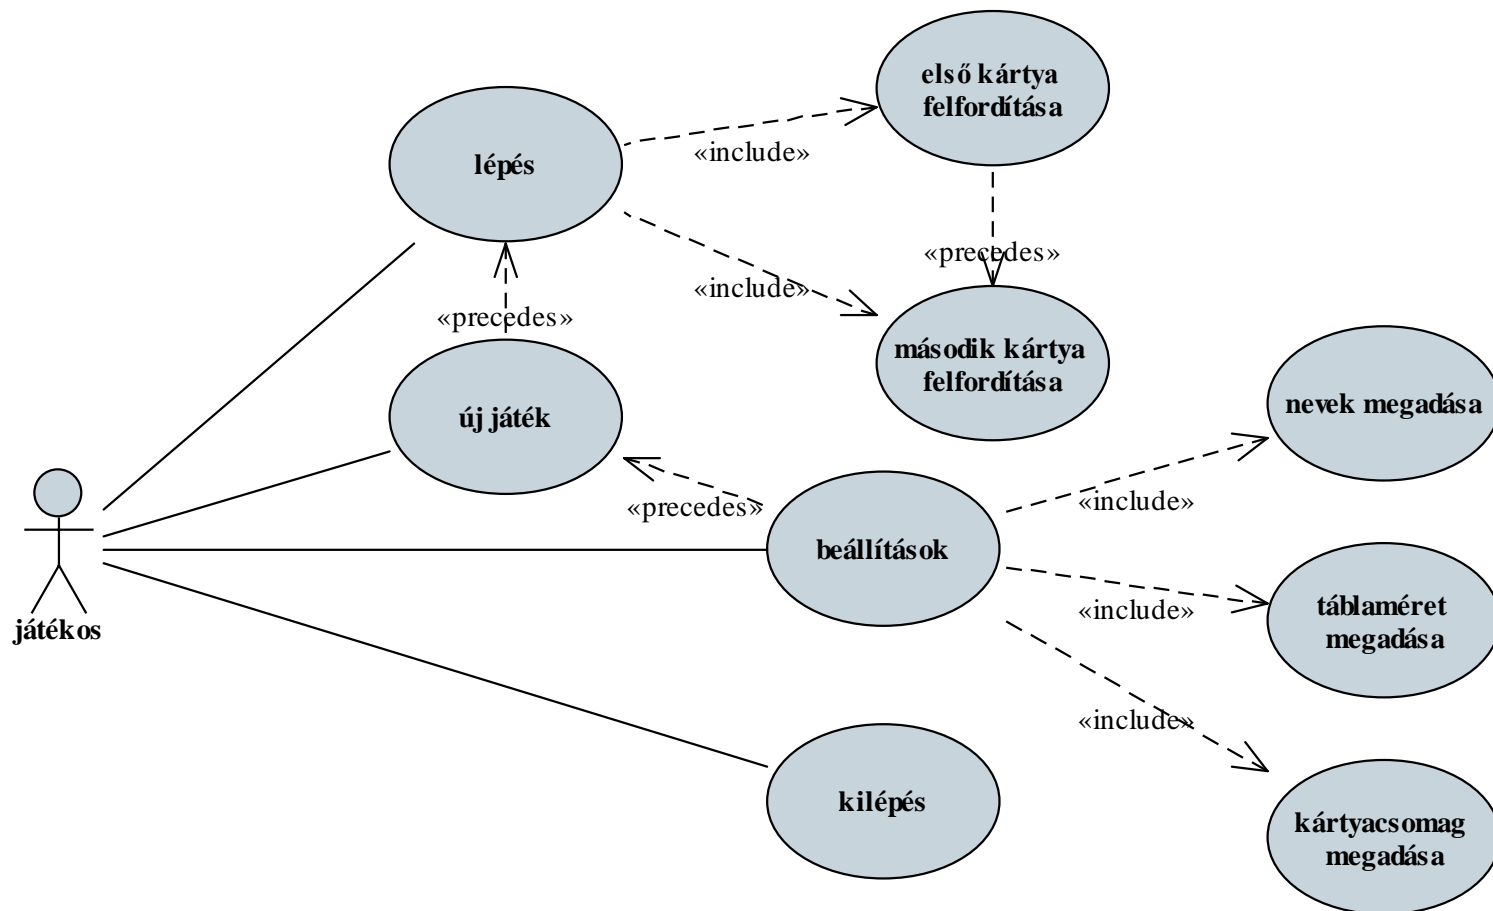 első kártya
felfordítása
lépés
«include»
«include»
«precedes»
«precedes»
második kártya
felfordítása
új játék
nevek megadása
«precedes»
«include»
beállítások
játékos
«include»
táblaméret
megadása
«include»
kilépés
kártyacsomag
megadása